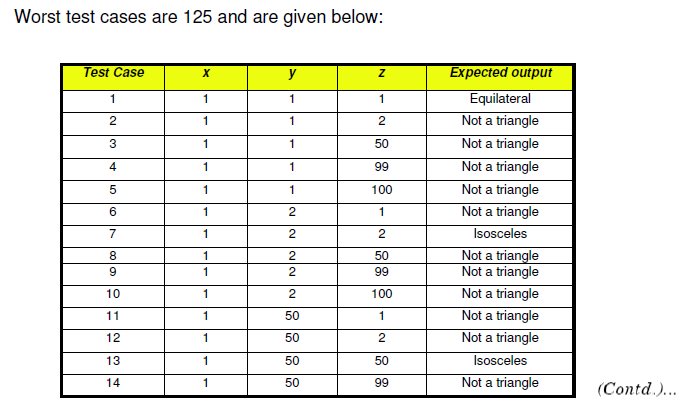 Worst test cases are 125 and are given below:
Test Case x y z Expected output
1 1 1 1 Equilateral
2 1 1 2 Not a triangle
3 1 1 50 Not a triangle
4 1 1 99 Not a triangle
5 1 1 100 Not a triangle
6 1 2 1 Not a triangle
7 1 2 2 Isosceles
8 1 2 50 Not a triangle
9 1 2 99 Not a triangle
10 1 2 100 Not a triangle
11 1 50 1 Not a triangle
12 1 50 2 Not a triangle
13 1 50 50 Isosceles
14 1 50 99 Not a triangle
(Contd.)...